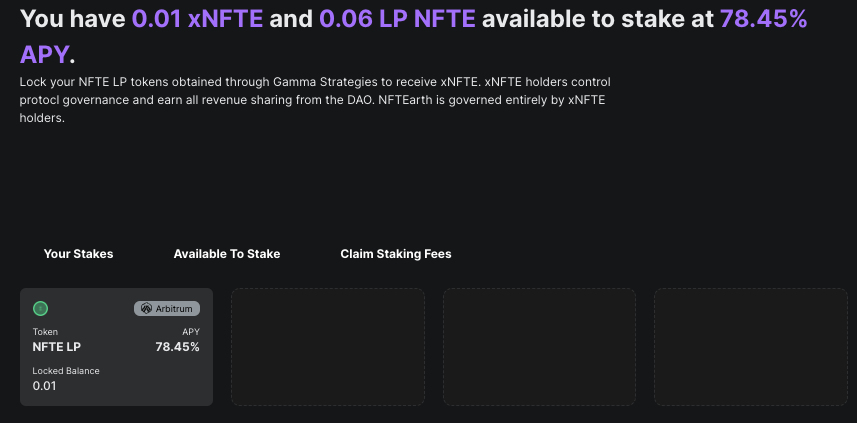 You have 0.01 xNFTE and 0.06 LP NFTE available to stake at 78.45%
APY.
Lock your NFTE LP tokens obtained through Gamma Strategies to receive xNFTE. xNFTE holders control
protocl governance and earn all revenue sharing from the DAO. NFTEarth is governed entirely by xNFTE
holders.
Your Stakes Available To Stake Claim Staking Fees
Arbitrum
Token APY
NFTE LP 78.45%
Locked Balance
0.01